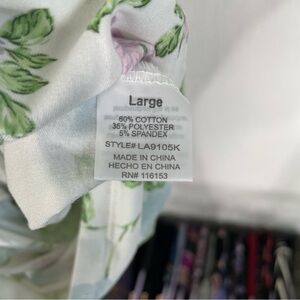 Large
60% COTTON
35% POLYESTER
5% SPANDEX
STYLE# LA9105K
MADE IN CHINA
HECHO EN CHINA
RN# 116153